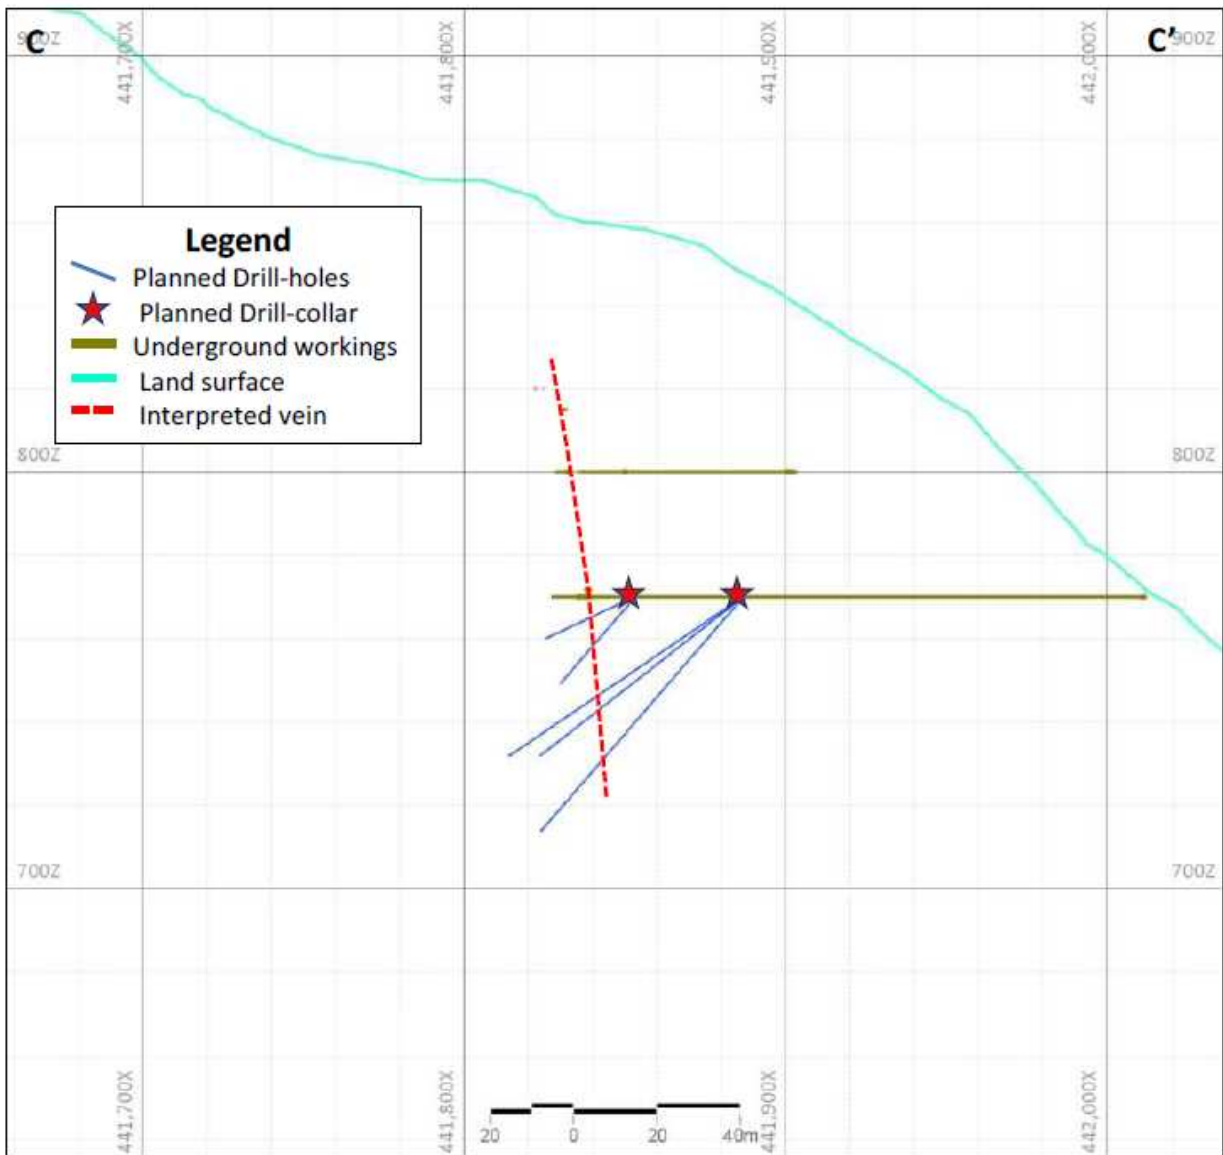 C
C'
900Z
900Z
441,700X
441,800X
441,900X
442,000X
Legend
Planned Drill-holes
Planned Drill-collar
Underground workings
Land surface
Interpreted vein
800Z
800Z
700Z
700Z
441,700X
441,800X
441,900X
442,000X
20 0 20 40m